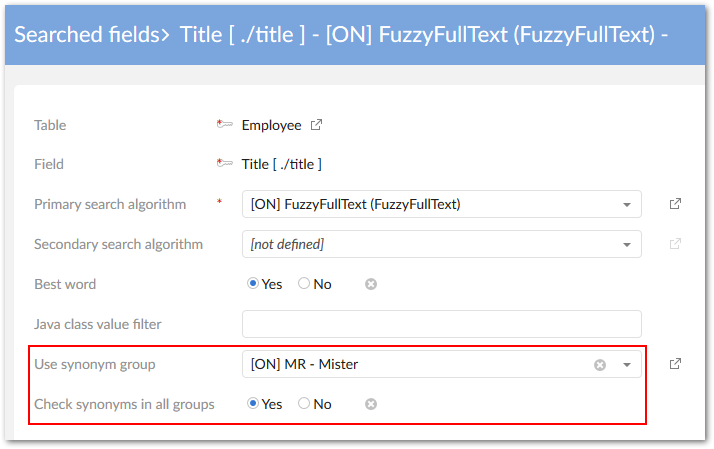 Searched fields> Title [ ./title ] - [ON] FuzzyFullText (FuzzyFullText) -
Table * Employee
Field * Title [ ./title ]
Primary search algorithm * [ON] FuzzyFullText (FuzzyFullText)
Secondary search algorithm [not defined]
Best word Yes No
Java class value filter
Use synonym group [ON] MR - Mister
Check synonyms in all groups Yes No